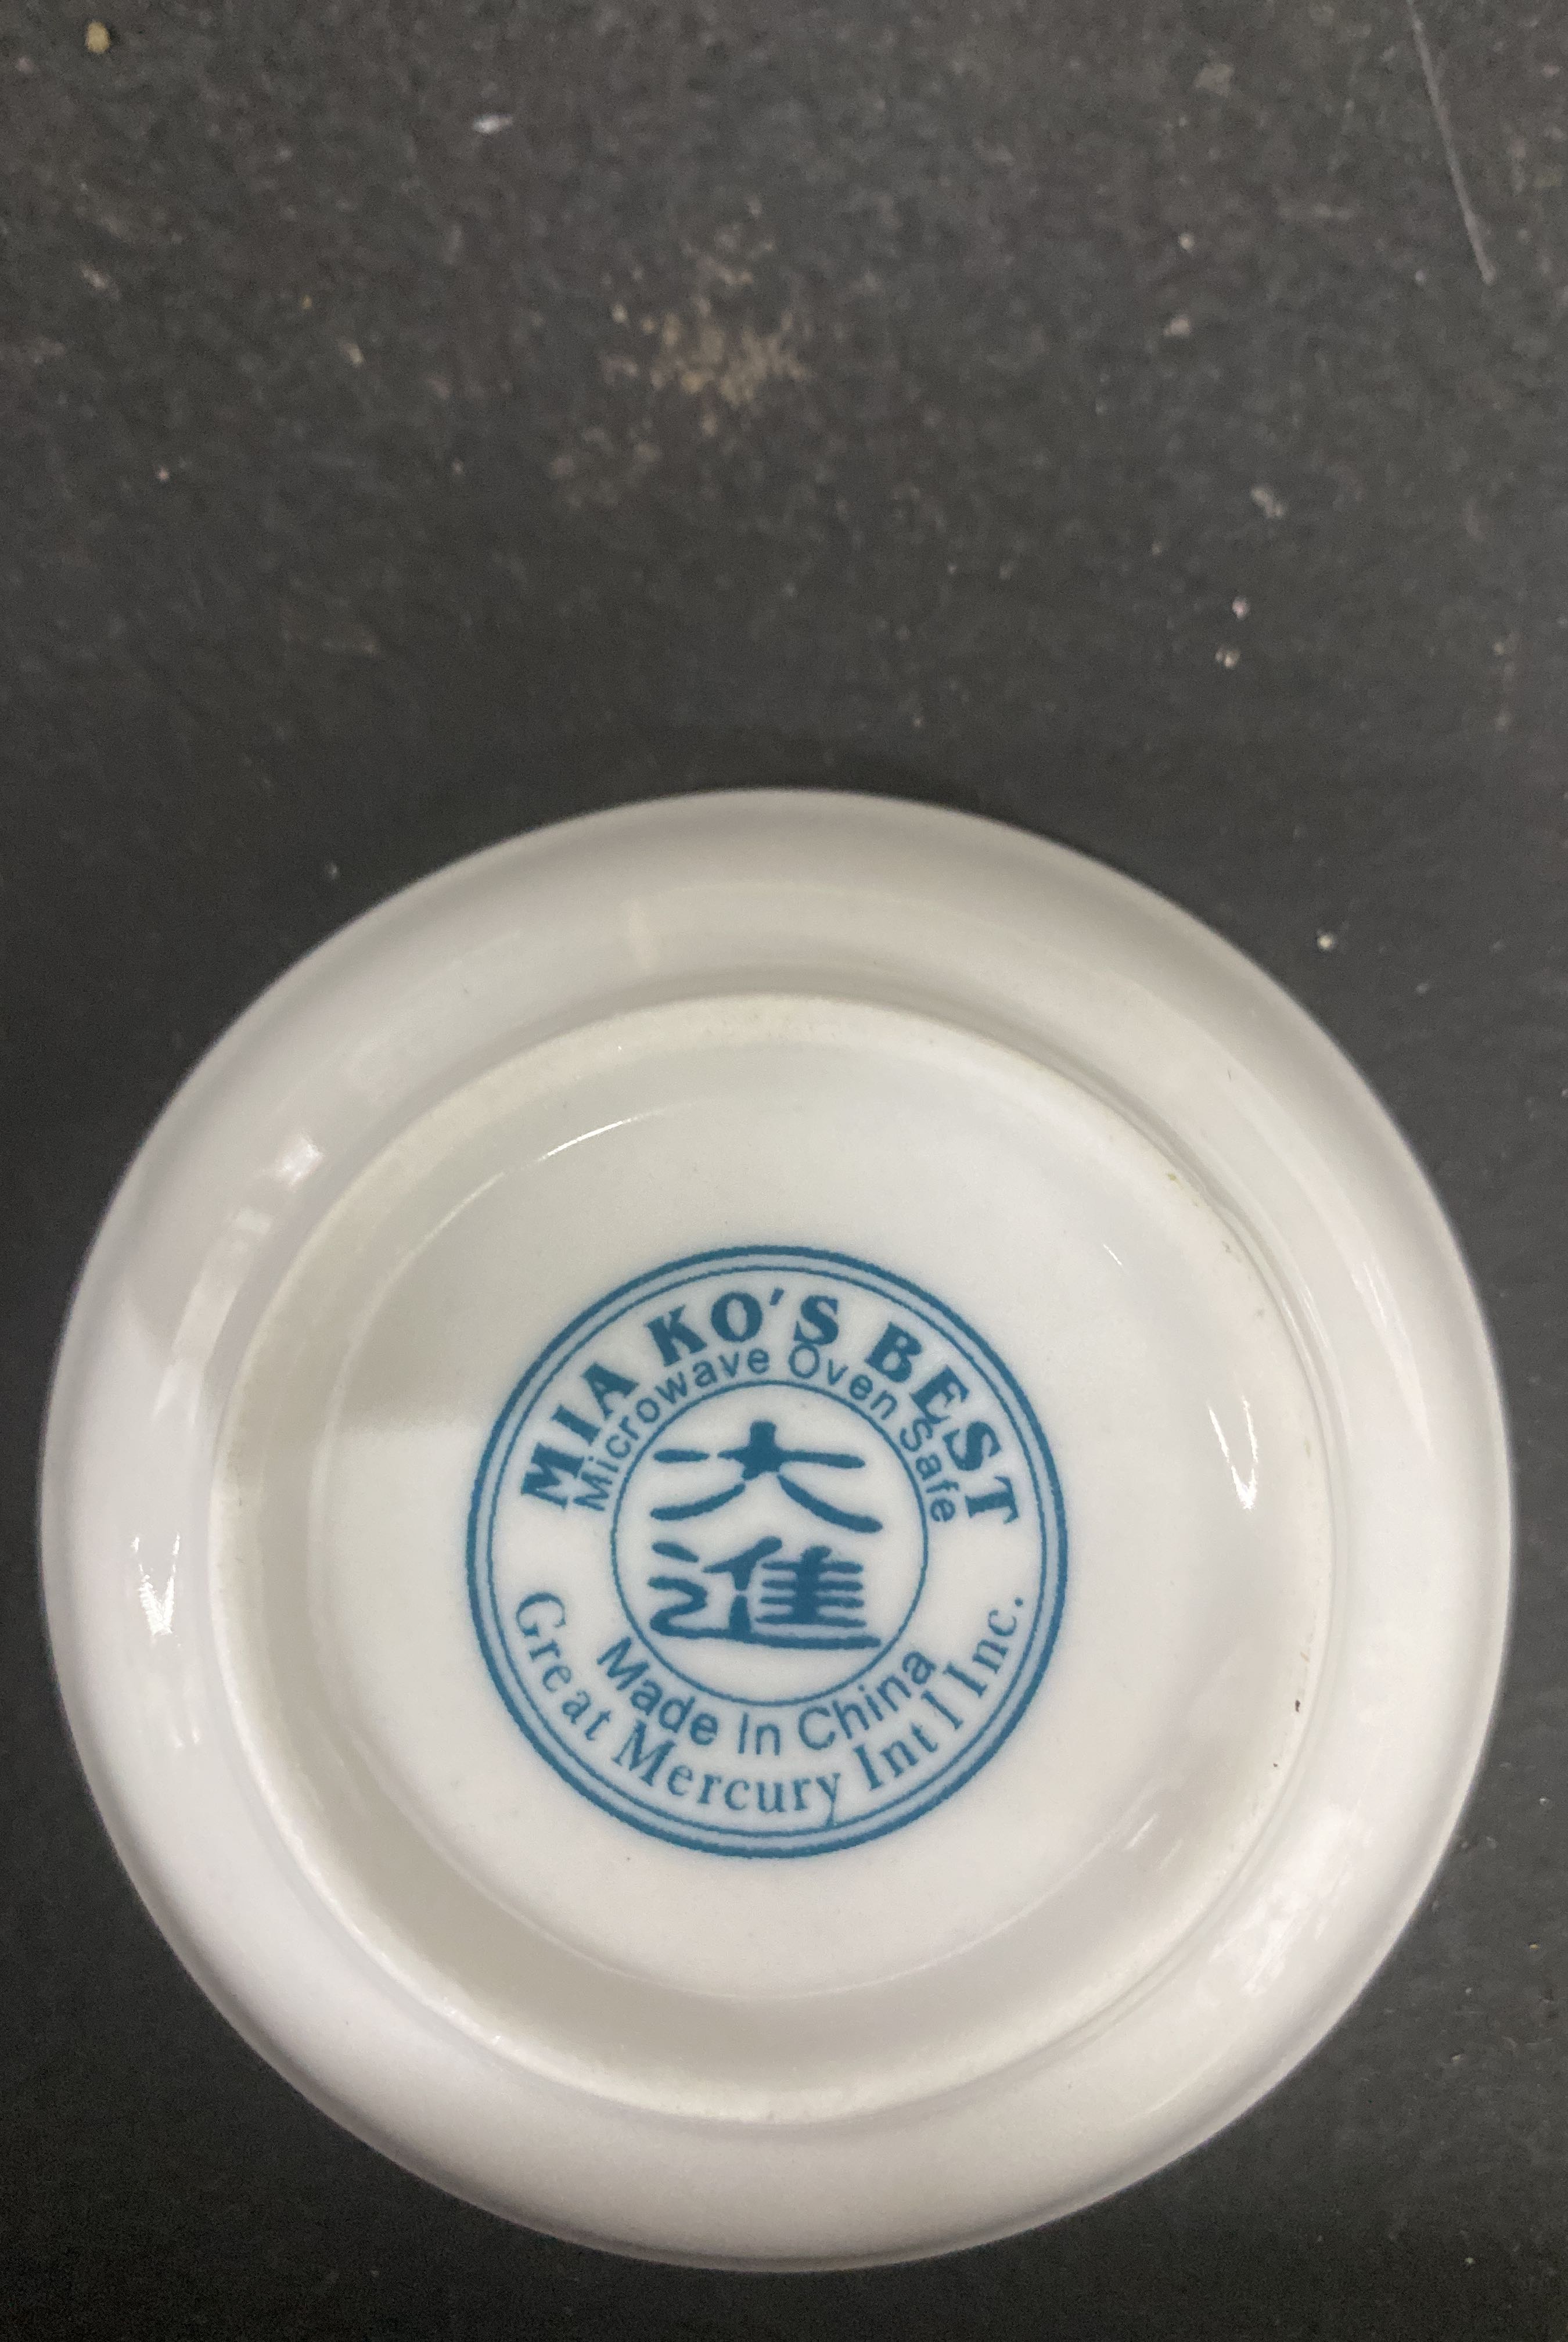 MIA KO'S BEST
Microwave Oven Safe
大
進
Made In China
Great Mercury Int l Inc.